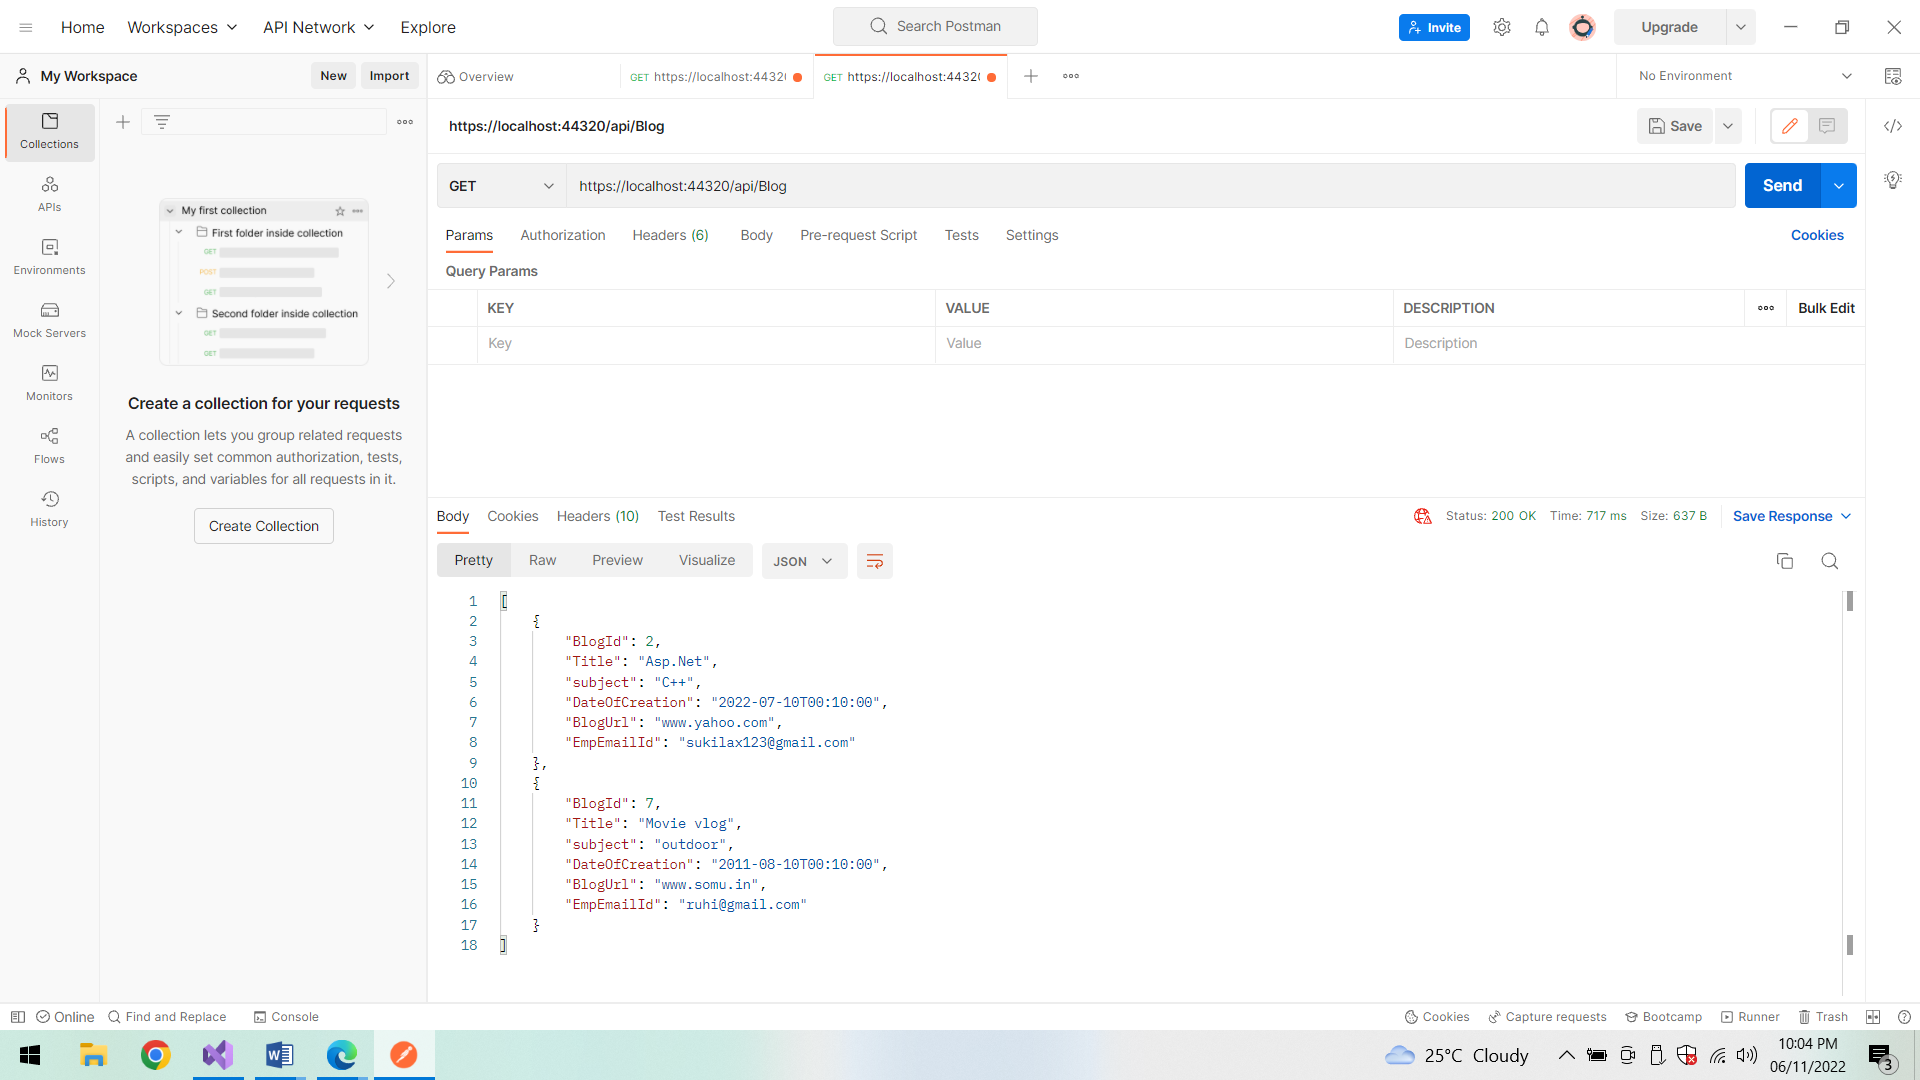 Home
Workspaces
API Network
Explore
Search Postman
Invite
Upgrade
My Workspace
New
Import
Overview
GET https://localhost:4432
GET https://localhost:4432
No Environment
Collections
APIs
Environments
Mock Servers
Monitors
Flows
History
My first collection
First folder inside collection
GET
POST
GET
Second folder inside collection
GET
GET
Create a collection for your requests
A collection lets you group related requests
and easily set common authorization, tests,
scripts, and variables for all requests in it.
Create Collection
https://localhost:44320/api/Blog
Save
GET
https://localhost:44320/api/Blog
Send
Params
Authorization
Headers (6)
Body
Pre-request Script
Tests
Settings
Cookies
Query Params
KEY
VALUE
DESCRIPTION
Bulk Edit
Key
Value
Description
Body
Cookies
Headers (10)
Test Results
Status: 200 OK
Time: 717 ms
Size: 637 B
Save Response
Pretty
Raw
Preview
Visualize
JSON
1 [
2 {
3 "BlogId": 2,
4 "Title": "Asp.Net",
5 "subject": "C++",
6 "DateOfCreation": "2022-07-10T00:10:00",
7 "BlogUrl": "www.yahoo.com",
8 "EmpEmailId": "sukilax123@gmail.com"
9 },
10 {
11 "BlogId": 7,
12 "Title": "Movie vlog",
13 "subject": "outdoor",
14 "DateOfCreation": "2011-08-10T00:10:00",
15 "BlogUrl": "www.somu.in",
16 "EmpEmailId": "ruhi@gmail.com"
17 }
18 ]
Online
Find and Replace
Console
Cookies
Capture requests
Bootcamp
Runner
Trash
25°C Cloudy
10:04 PM
06/11/2022
3